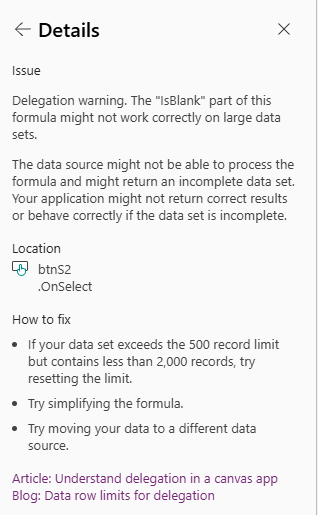 Details
Issue
Delegation warning. The "IsBlank" part of this
formula might not work correctly on large data
sets.
The data source might not be able to process the
formula and might return an incomplete data set.
Your application might not return correct results
or behave correctly if the data set is incomplete.
Location
btnS2
.OnSelect
How to fix
• If your data set exceeds the 500 record limit
but contains less than 2,000 records, try
resetting the limit.
• Try simplifying the formula.
• Try moving your data to a different data
source.
Article: Understand delegation in a canvas app
Blog: Data row limits for delegation